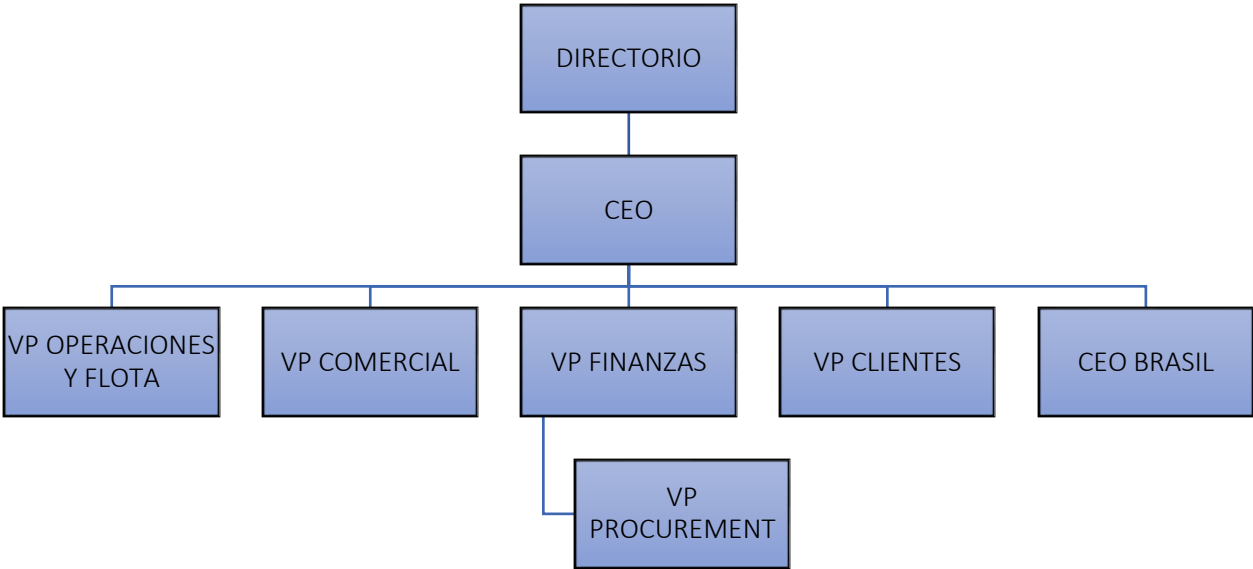 DIRECTORIO
CEO
VP OPERACIONES
Y FLOTA
VP COMERCIAL
VP FINANZAS
VP CLIENTES
CEO BRASIL
VP
PROCUREMENT